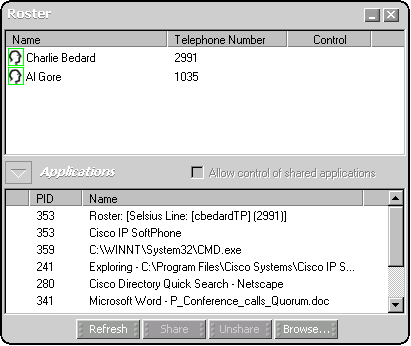 Roster
Name Telephone Number Control
Charlie Bedard 2991
Al Gore 1035
Applications Allow control of shared applications
PID Name
353 Roster: [Selsius Line: [cbedardTP] (2991)]
353 Cisco IP SoftPhone
359 C:\WINNT\System32\CMD.exe
241 Exploring - C:\Program Files\Cisco Systems\Cisco IP S...
280 Cisco Directory Quick Search - Netscape
341 Microsoft Word - P_Conference_calls_Quorum.doc
Refresh Share Unshare Browse...